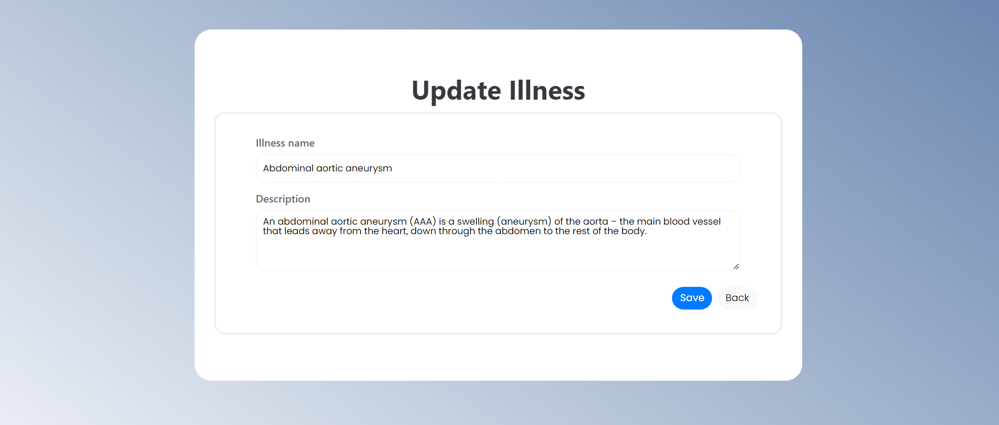 Update Illness
Illness name
Abdominal aortic aneurysm
Description
An abdominal aortic aneurysm (AAA) is a swelling (aneurysm) of the aorta – the main blood vessel
that leads away from the heart, down through the abdomen to the rest of the body.
Save Back